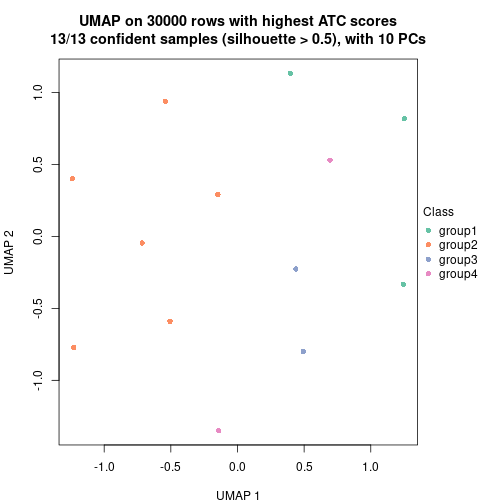 UMAP on 30000 rows with highest ATC scores
13/13 confident samples (silhouette > 0.5), with 10 PCs
1.0
0.5
0.0
-0.5
-1.0
UMAP 2
Class
group1
group2
group3
group4
-1.0 -0.5 0.0 0.5 1.0
UMAP 1